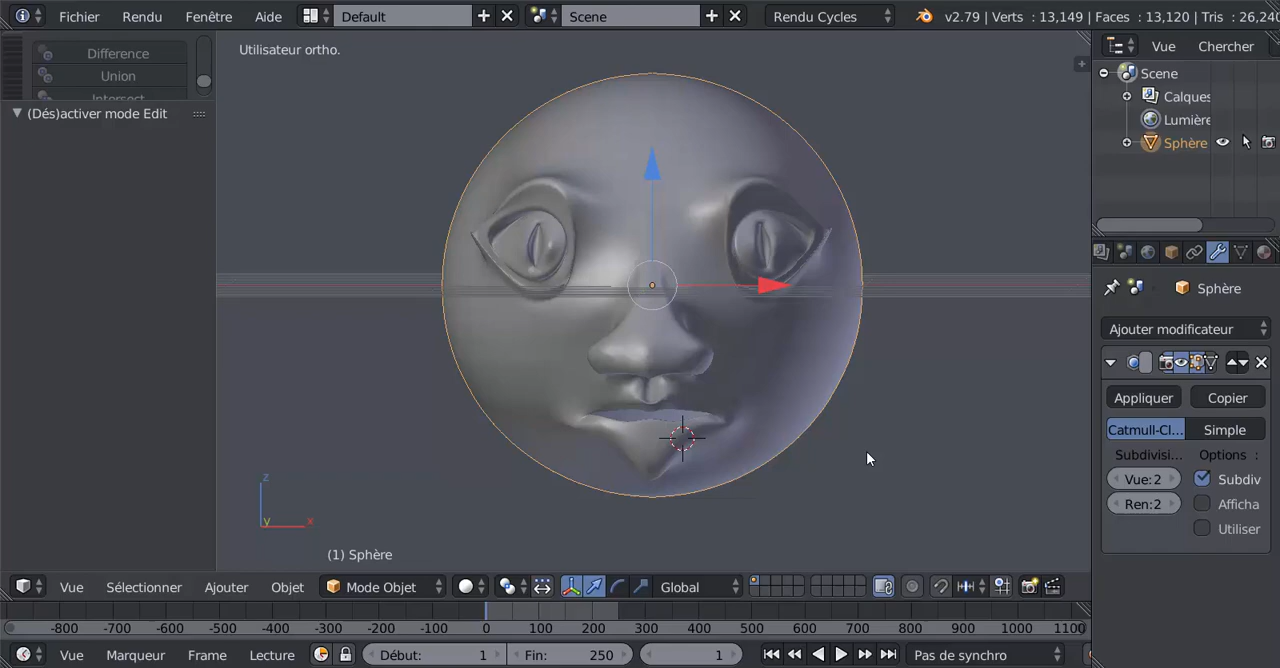 Fichier Rendu Fenêtre Aide Default Scene Rendu Cycles v2.79 | Verts : 13,149 | Faces : 13,120 | Tris : 26,240
Difference
Union
Intersect
(Dés)activer mode Edit
Utilisateur ortho.
z
y x
(1) Sphère
Vue Chercher
Scene
Calques
Lumière
Sphère
Sphère
Ajouter modificateur
Appliquer Copier
Catmull-Cl... Simple
Subdivisi... Options :
Vue: 2 Subdiv
Ren: 2 Afficha
Utiliser
Vue Sélectionner Ajouter Objet Mode Objet Global
-800 -700 -600 -500 -400 -300 -200 -100 0 100 200 300 400 500 600 700 800 900 1000 1100
Vue Marqueur Frame Lecture Début: 1 Fin: 250 1 Pas de synchro